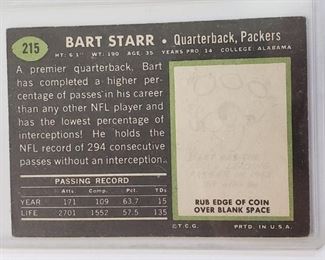 215 BART STARR • Quarterback, Packers
HT: 6'1" WT: 190 AGE: 35 YEARS PRO: 14 COLLEGE: ALABAMA
A premier quarterback, Bart
has completed a higher per-
centage of passes in his career
than any other NFL player and
has the lowest percentage of
interceptions! He holds the
NFL record of 294 consecutive
passes without an interception.
PASSING RECORD
Atts. Comp. Pct. TDs
YEAR 171 109 63.7 15
LIFE 2701 1552 57.5 135
RUB EDGE OF COIN
OVER BLANK SPACE
© T.C.G. PRTD. IN U.S.A.